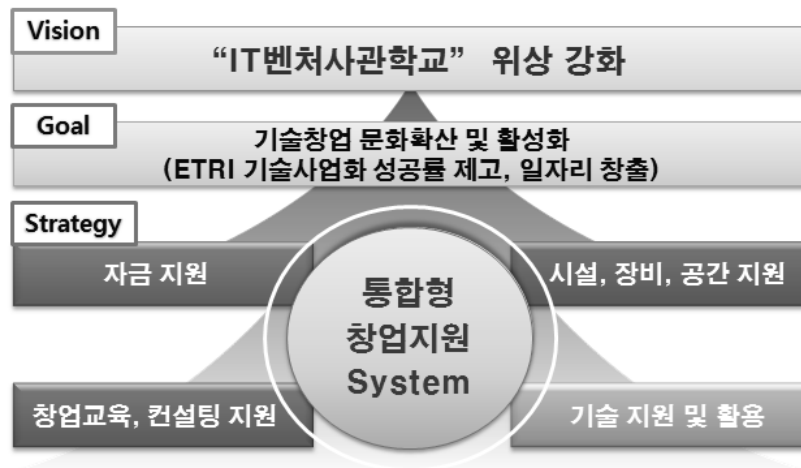 Vision
“IT벤처사관학교” 위상 강화
Goal
기술창업 문화확산 및 활성화
(ETRI 기술사업화 성공률 제고, 일자리 창출)
Strategy
자금 지원
시설, 장비, 공간 지원
통합형
창업지원
System
창업교육, 컨설팅 지원
기술 지원 및 활용